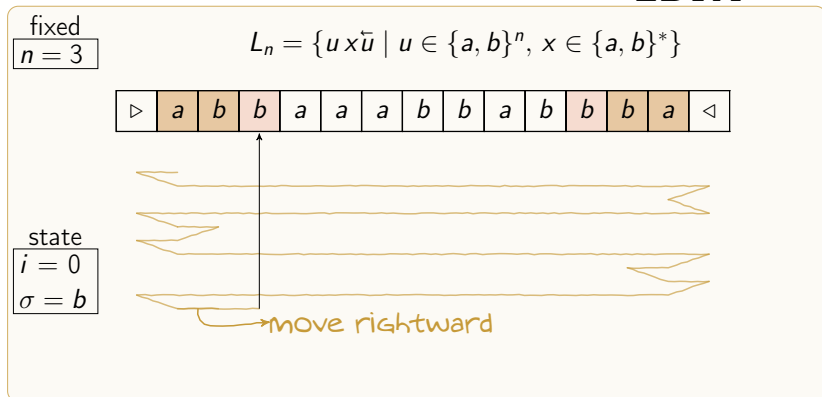 fixed
n = 3
L_n = {u x ↼u | u ∈ {a, b}^n, x ∈ {a, b}*}
▷ a b b a a a b b a b b b a ◁
state
i = 0
σ = b
move rightward